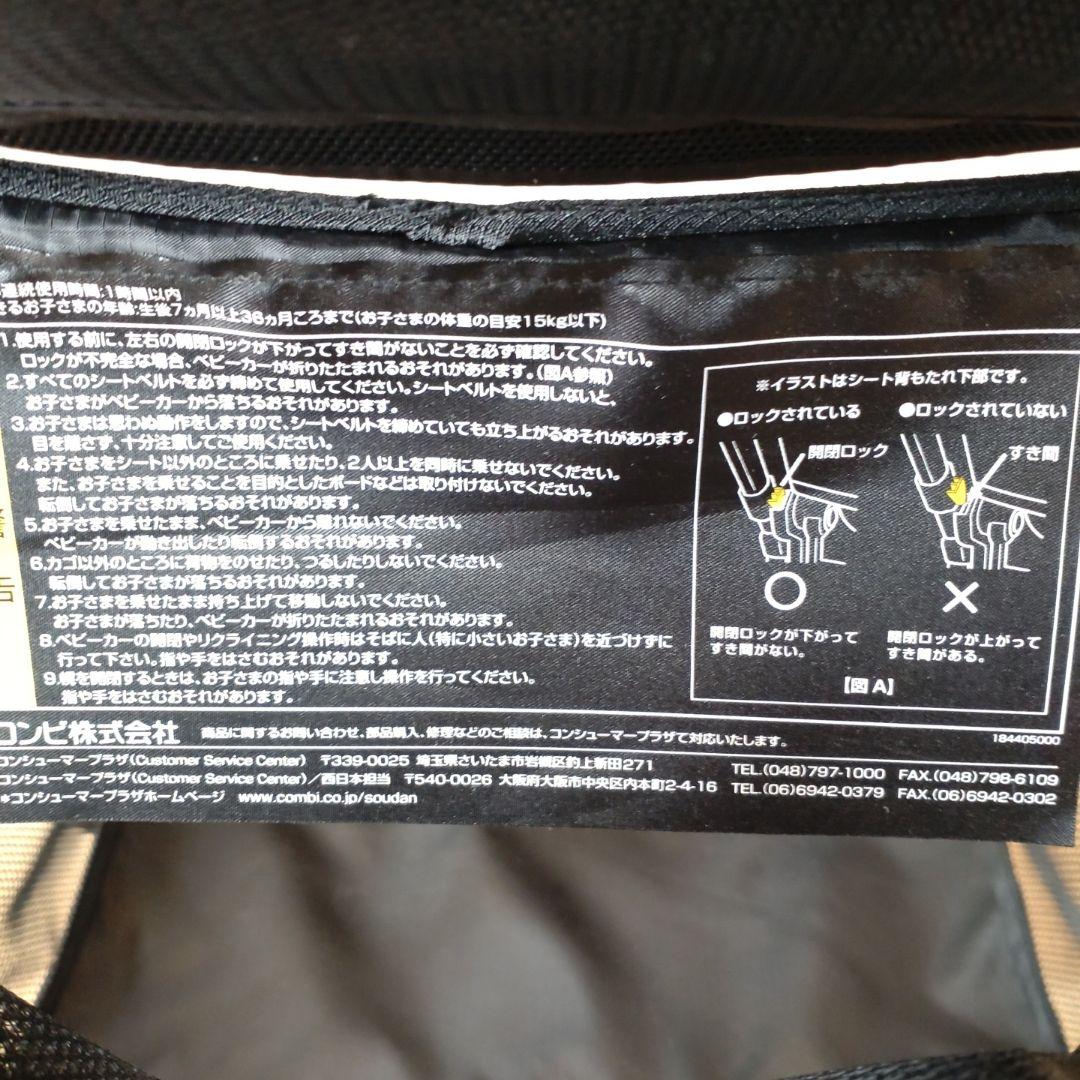 連続使用時間:1時間以内
せるお子さまの年齢:生後7ヵ月以上36ヵ月ころまで(お子さまの体重の目安15kg以下)
1.使用する前に、左右の開閉ロックが下がってすき間がないことを必ず確認してください。
ロックが不完全な場合、ベビーカーが折りたたまれるおそれがあります。(図A参照)
2.すべてのシートベルトを必ず締めて使用してください。シートベルトを使用しないと、
お子さまがベビーカーから落ちるおそれがあります。
3.お子さまは思わぬ動作をしますので、シートベルトを締めていても立ち上がるおそれがあります。
目を離さず、十分注意してご使用ください。
4.お子さまをシート以外のところに乗せたり、2人以上を同時に乗せないでください。
また、お子さまを乗せることを目的としたボードなどは取り付けないでください。
転倒してお子さまが落ちるおそれがあります。
5.お子さまを乗せたまま、ベビーカーから離れないでください。
ベビーカーが動き出したり転倒するおそれがあります。
6.カゴ以外のところに荷物をのせたり、つるしたりしないでください。
転倒してお子さまが落ちるおそれがあります。
7.お子さまを乗せたまま持ち上げて移動しないでください。
お子さまが落ちたり、ベビーカーが折りたたまれるおそれがあります。
8.ベビーカーの開閉やリクライニング操作時はそばに人(特に小さいお子さま)を近づけずに
行って下さい。指や手をはさむおそれがあります。
9.幌を開閉するときは、お子さまの指や手に注意し操作を行ってください。
指や手をはさむおそれがあります。
※イラストはシート背もたれ下部です。
●ロックされている
●ロックされていない
開閉ロック
すき間
開閉ロックが下がって
すき間がない。
開閉ロックが上がって
すき間がある。
【図A】
コンビ株式会社 商品に関するお問い合わせ、部品購入、修理などのご相談は、コンシューマープラザで対応いたします。
184405000
コンシューマープラザ(Customer Service Center) 〒339-0025 埼玉県さいたま市岩槻区釣上新田271 TEL.(048)797-1000 FAX.(048)798-6109
コンシューマープラザ(Customer Service Center)/西日本担当 〒540-0026 大阪府大阪市中央区内本町2-4-16 TEL.(06)6942-0379 FAX.(06)6942-0302
*コンシューマープラザホームページ www.combi.co.jp/soudan